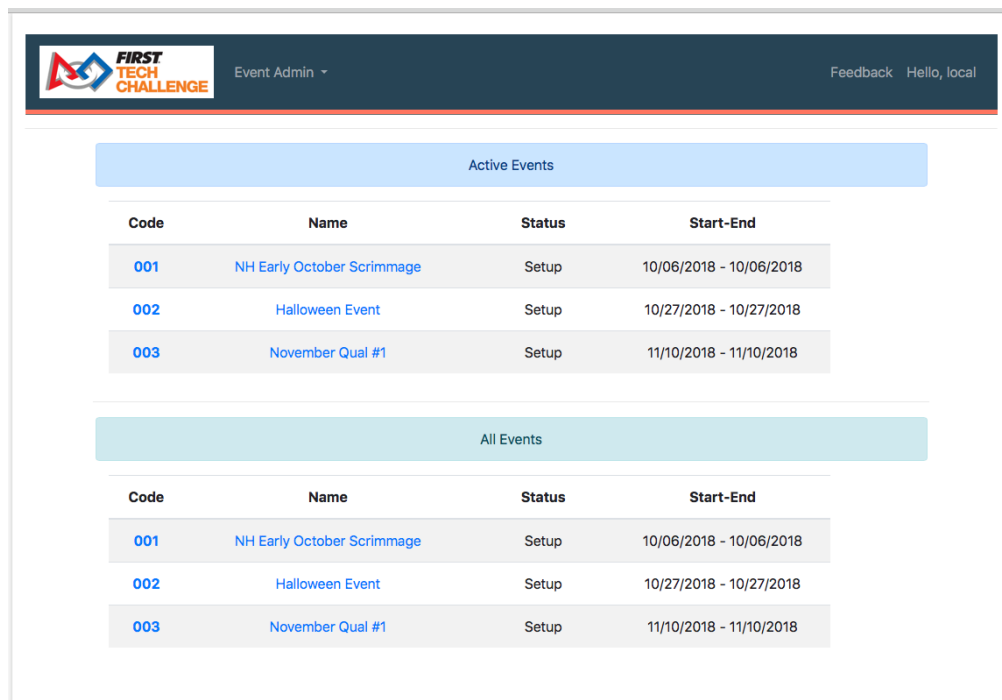 FIRST
TECH
CHALLENGE
Event Admin
Feedback Hello, local
Active Events
Code Name Status Start-End
001 NH Early October Scrimmage Setup 10/06/2018 - 10/06/2018
002 Halloween Event Setup 10/27/2018 - 10/27/2018
003 November Qual #1 Setup 11/10/2018 - 11/10/2018
All Events
Code Name Status Start-End
001 NH Early October Scrimmage Setup 10/06/2018 - 10/06/2018
002 Halloween Event Setup 10/27/2018 - 10/27/2018
003 November Qual #1 Setup 11/10/2018 - 11/10/2018